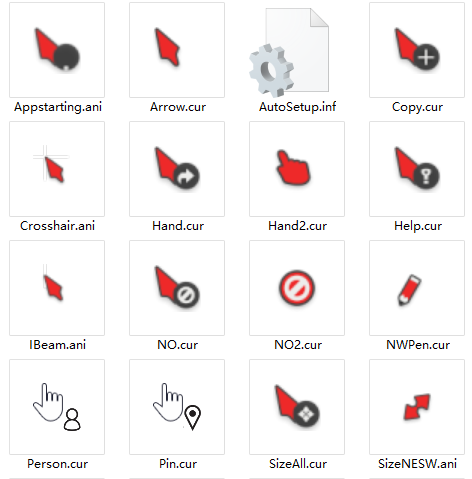 Appstarting.ani
Arrow.cur
AutoSetup.inf
Copy.cur
Crosshair.ani
Hand.cur
Hand2.cur
Help.cur
IBeam.ani
NO.cur
NO2.cur
NWPen.cur
Person.cur
Pin.cur
SizeAll.cur
SizeNESW.ani